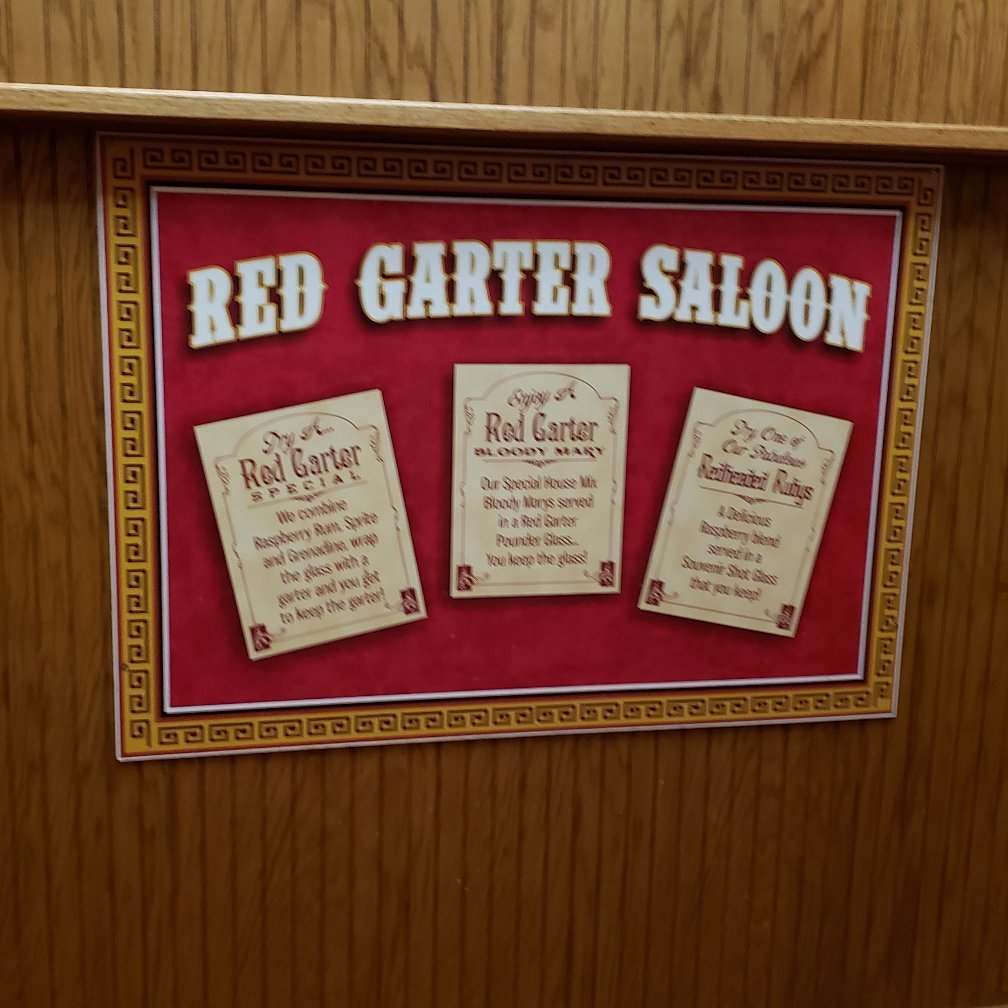 RED GARTER SALOON
Try A...
Red Garter
SPECIAL
We combine
Raspberry Rum, Sprite
and Grenadine, wrap
the glass with a
garter and you get
to keep the garter!
Enjoy A
Red Garter
BLOODY MARY
Our Special House Mix
Bloody Marys served
in a Red Garter
Pounder Glass...
You keep the glass!
Try One of
Our Fabulous
Redheaded Rubys
A Delicious
Raspberry blend
served in a
Souvenir Shot Glass
that you keep!